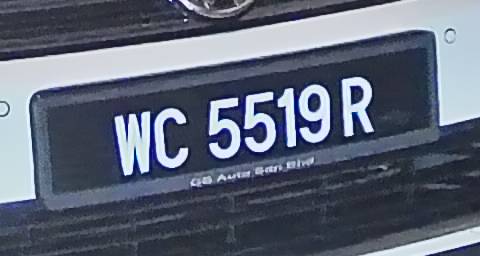 WC 5519 R
GB Auto Sdn Bhd